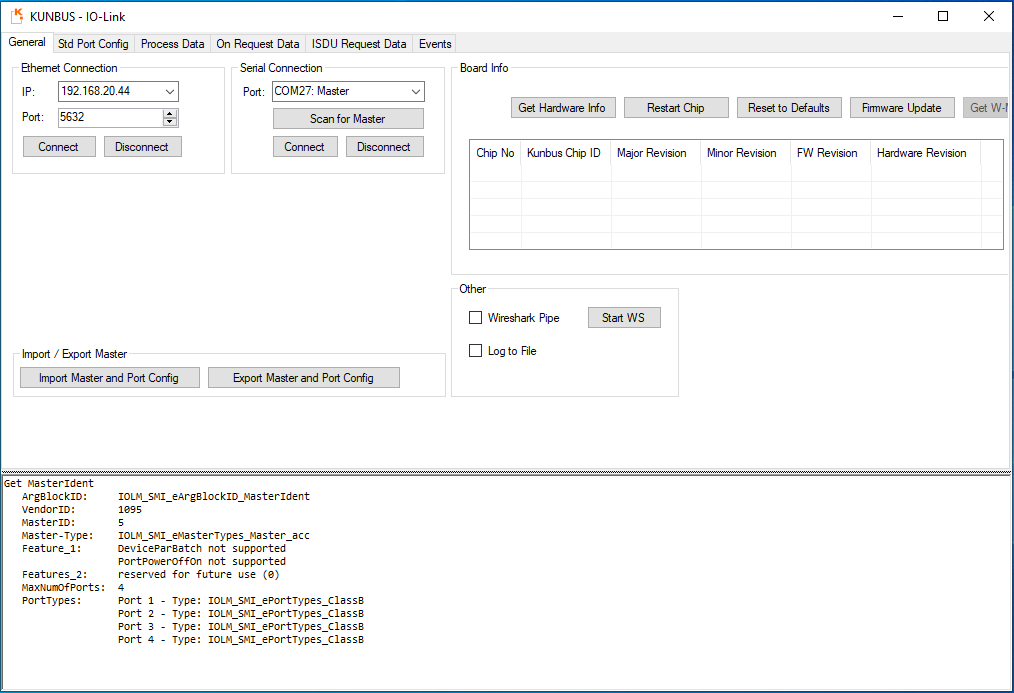 KUNBUS - IO-Link
General Std Port Config Process Data On Request Data ISDU Request Data Events
Ethernet Connection
IP: 192.168.20.44
Port: 5632
Connect Disconnect
Serial Connection
Port: COM27: Master
Scan for Master
Connect Disconnect
Board Info
Get Hardware Info Restart Chip Reset to Defaults Firmware Update Get W-M
Chip No Kunbus Chip ID Major Revision Minor Revision FW Revision Hardware Revision
Other
Wireshark Pipe Start WS
Log to File
Import / Export Master
Import Master and Port Config Export Master and Port Config
Get MasterIdent
ArgBlockID: IOLM_SMI_eArgBlockID_MasterIdent
VendorID: 1095
MasterID: 5
Master-Type: IOLM_SMI_eMasterTypes_Master_acc
Feature_1: DeviceParBatch not supported
PortPowerOffOn not supported
Features_2: reserved for future use (0)
MaxNumOfPorts: 4
PortTypes: Port 1 - Type: IOLM_SMI_ePortTypes_ClassB
Port 2 - Type: IOLM_SMI_ePortTypes_ClassB
Port 3 - Type: IOLM_SMI_ePortTypes_ClassB
Port 4 - Type: IOLM_SMI_ePortTypes_ClassB